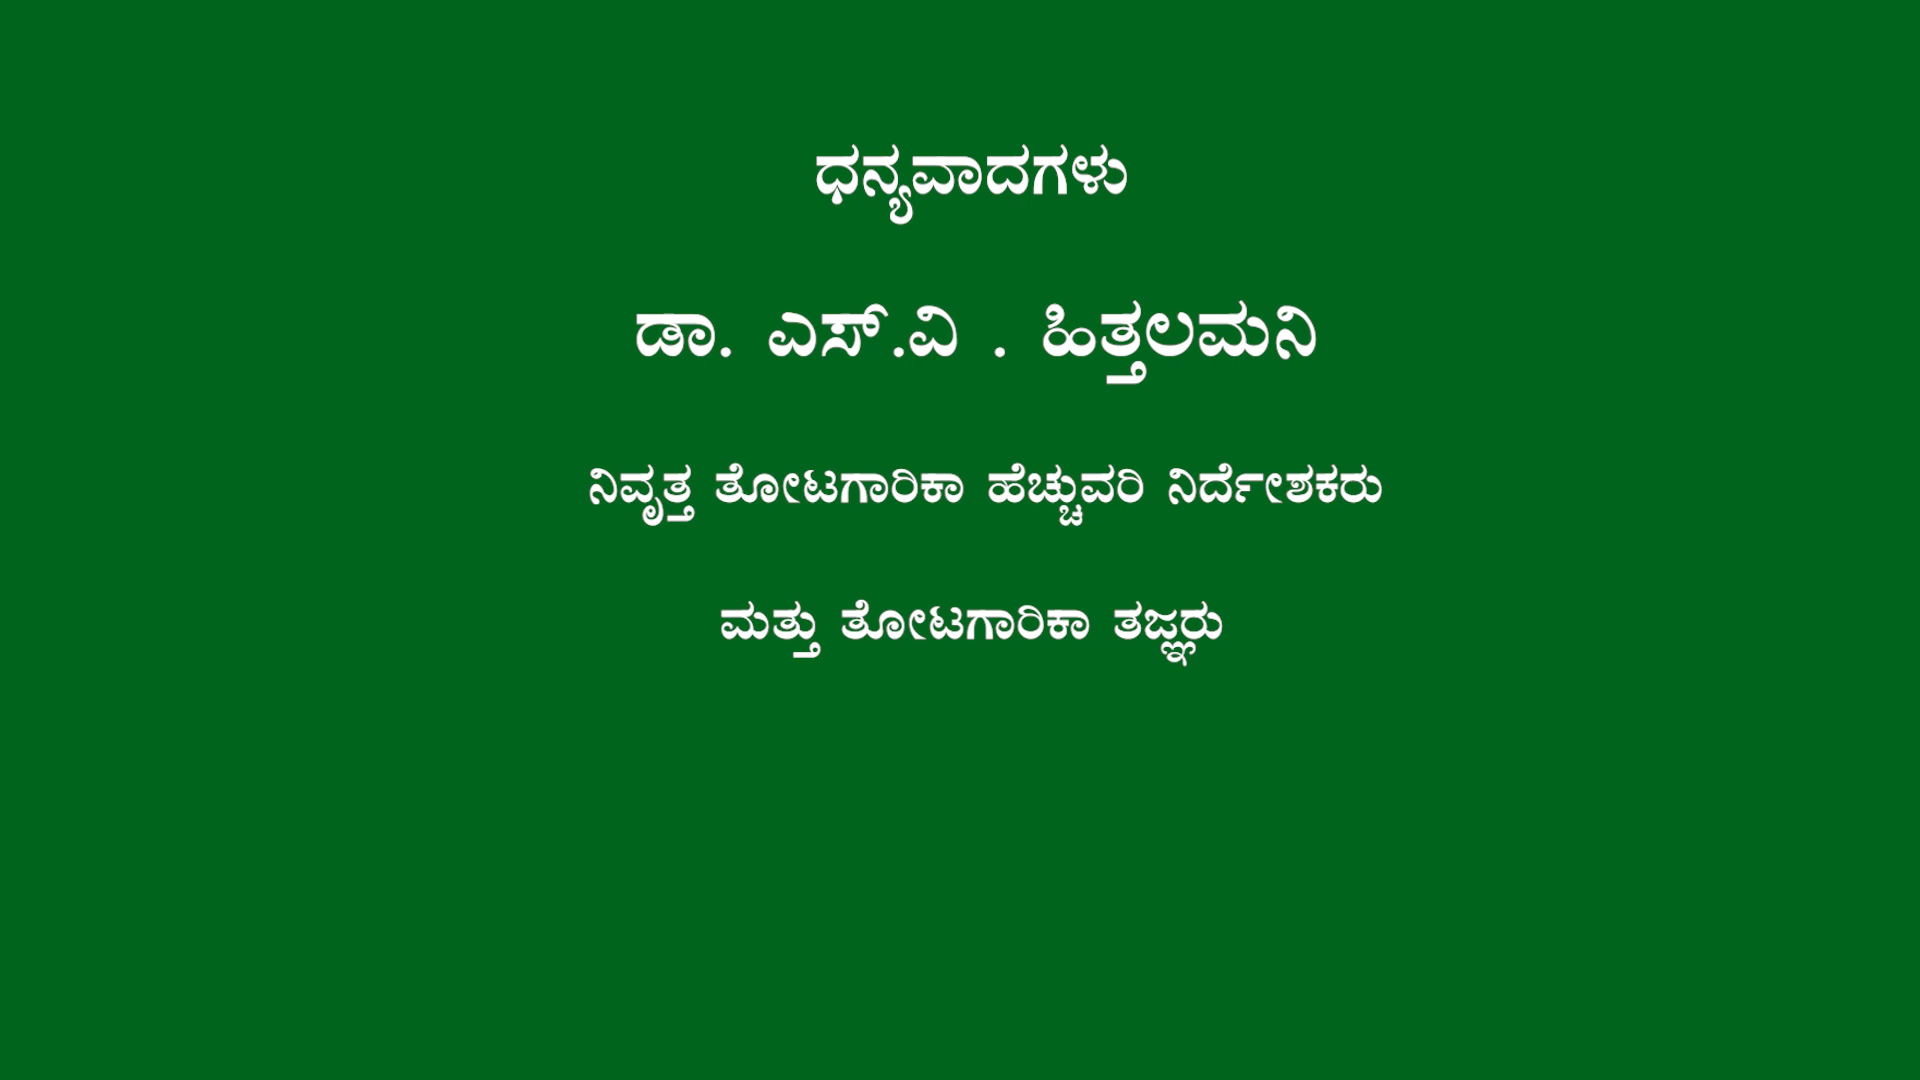 ಧನ್ಯವಾದಗಳು
ಡಾ. ಎಸ್.ವಿ . ಹಿತ್ತಲಮನಿ
ನಿವೃತ್ತ ತೋಟಗಾರಿಕಾ ಹೆಚ್ಚುವರಿ ನಿರ್ದೇಶಕರು
ಮತ್ತು ತೋಟಗಾರಿಕಾ ತಜ್ಞರು